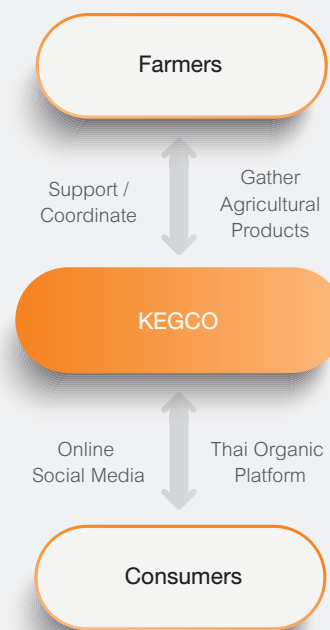 Farmers
Support /
Coordinate
Gather
Agricultural
Products
KEGCO
Online
Social Media
Thai Organic
Platform
Consumers